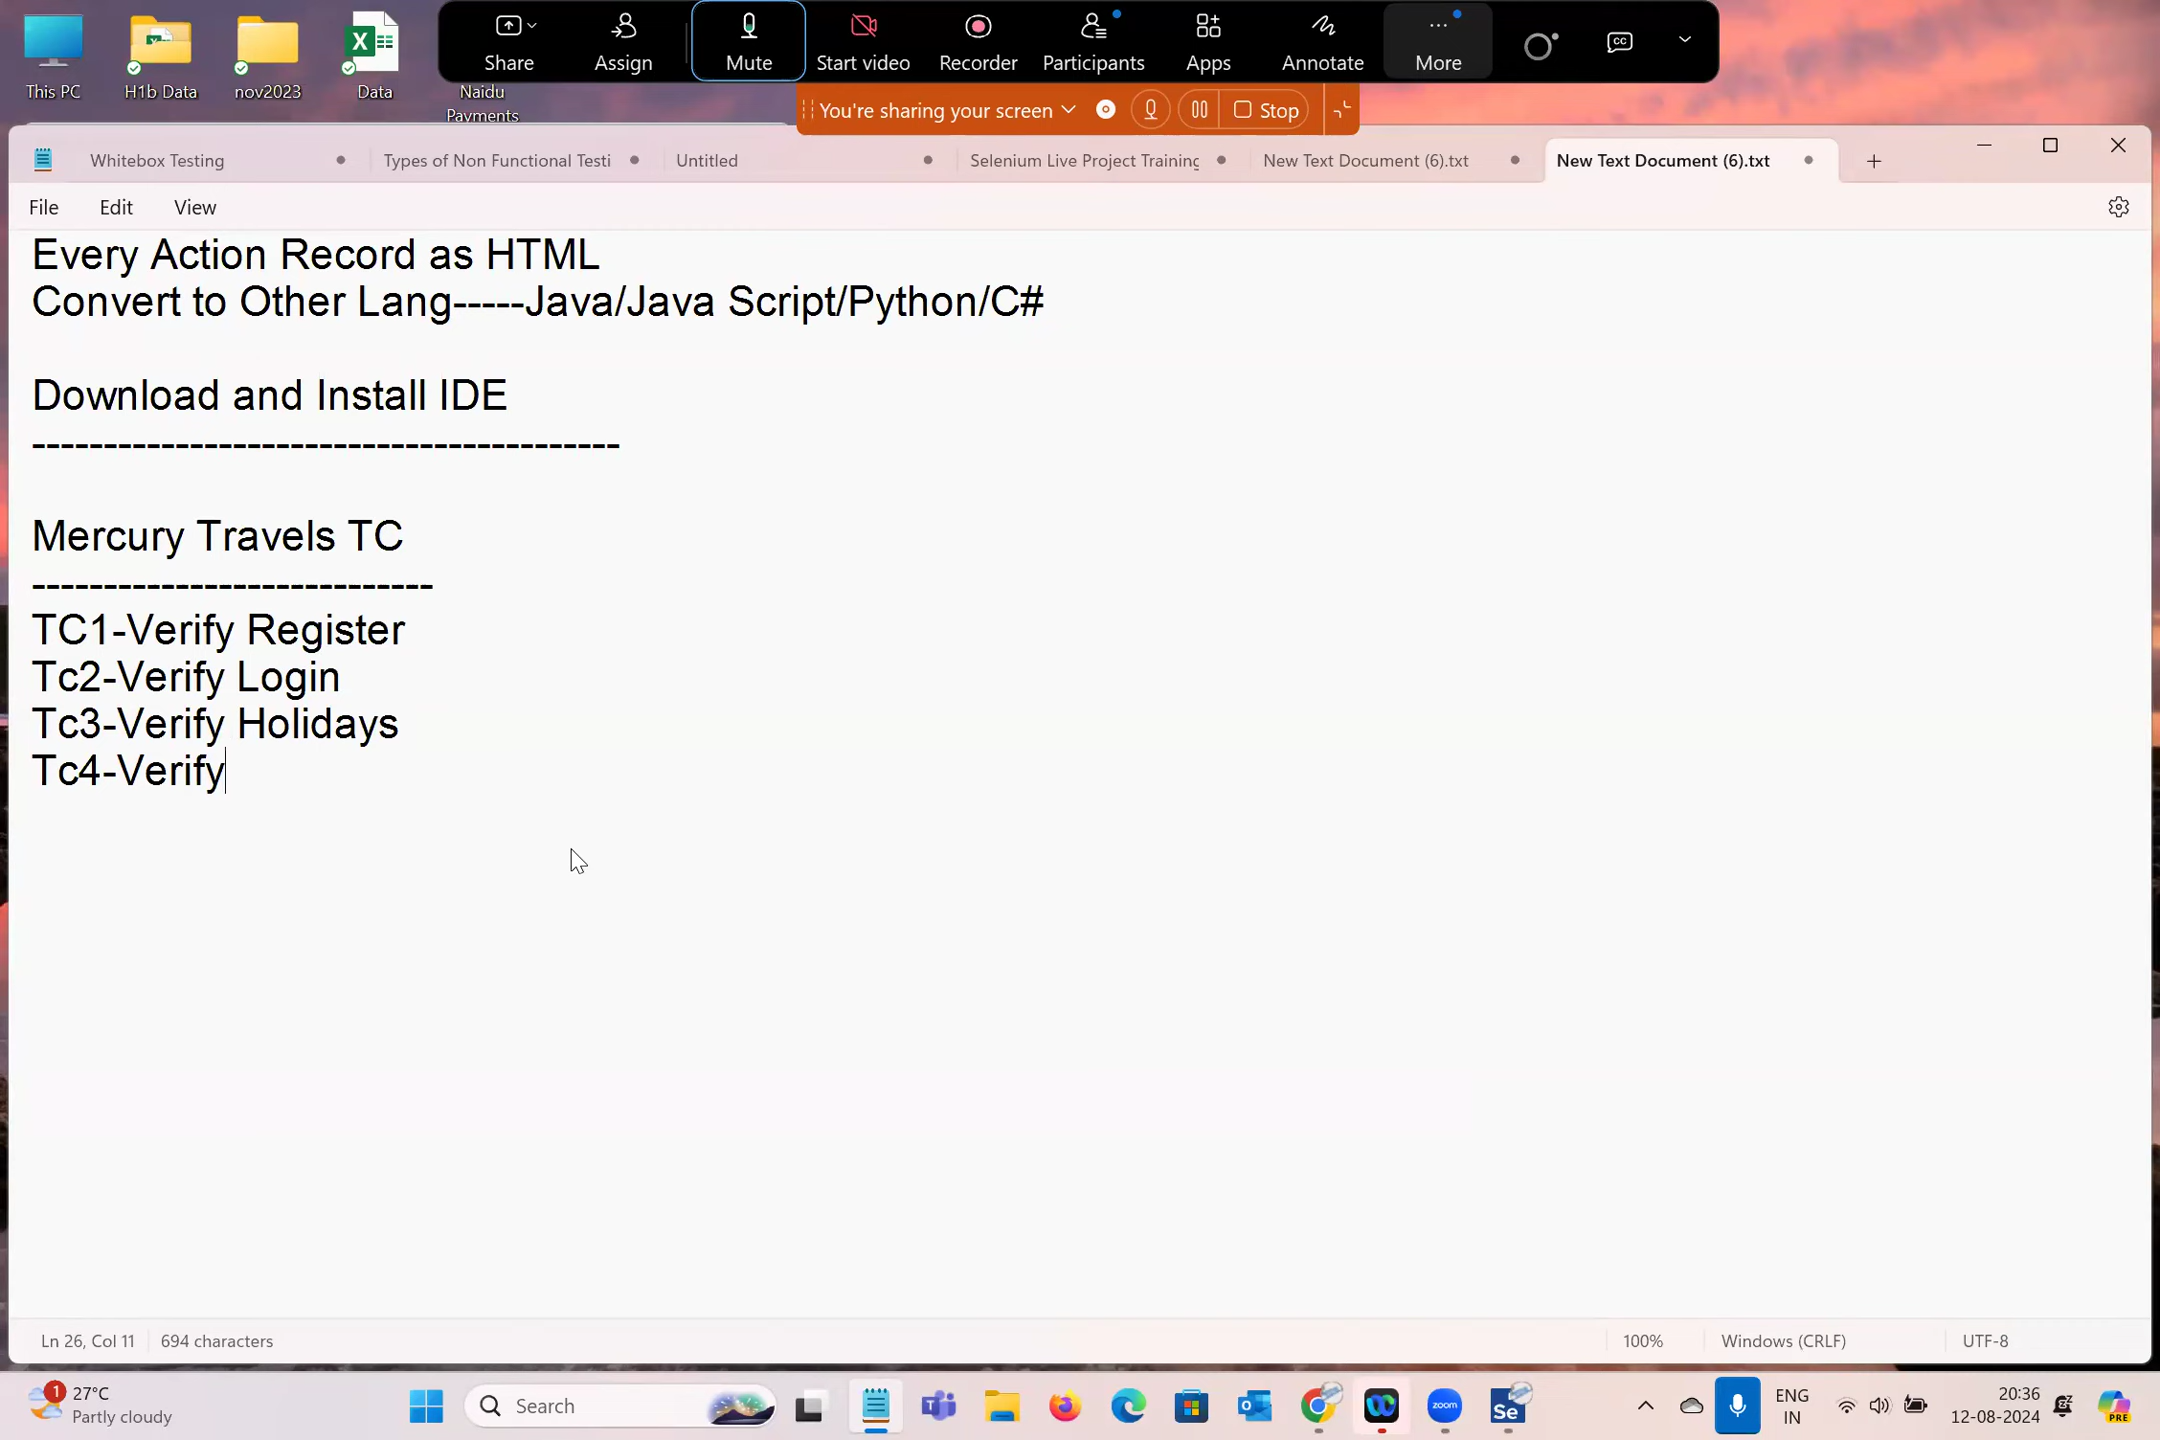 This PC
H1b Data
nov2023
Data
Naidu
Payments
Share
Assign
Mute
Start video
Recorder
Participants
Apps
Annotate
More
CC
You're sharing your screen
Stop
Whitebox Testing
Types of Non Functional Testi
Untitled
Selenium Live Project Training
New Text Document (6).txt
New Text Document (6).txt
File
Edit
View
Every Action Record as HTML
Convert to Other Lang-----Java/Java Script/Python/C#
Download and Install IDE
------------------------------------------
Mercury Travels TC
----------------------------
TC1-Verify Register
Tc2-Verify Login
Tc3-Verify Holidays
Tc4-Verify
Ln 26, Col 11
694 characters
100%
Windows (CRLF)
UTF-8
1
27°C
Partly cloudy
Search
zoom
Se
ENG
IN
20:36
12-08-2024
PRE